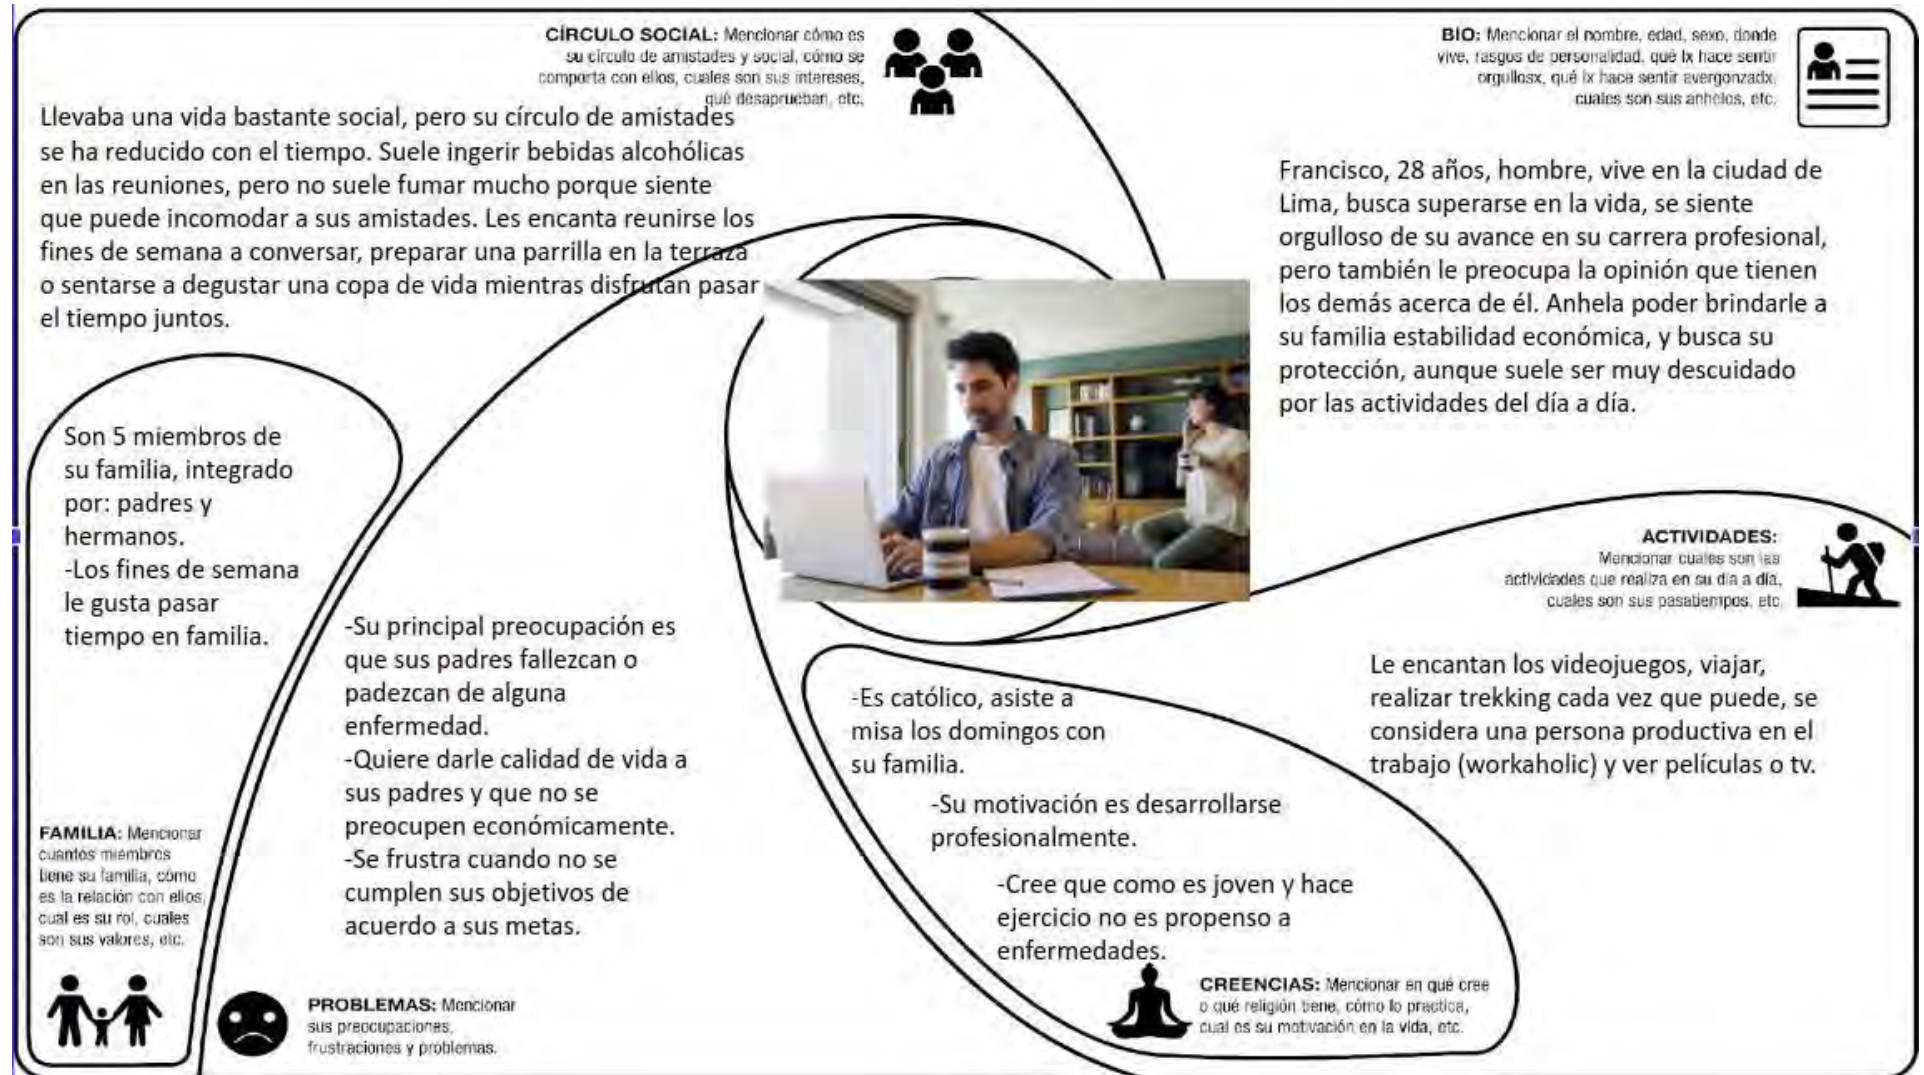 CÍRCULO SOCIAL: Mencionar cómo es
su círculo de amistades y social, cómo se
comporta con ellos, cuales son sus intereses,
qué desaprueban, etc.
Llevaba una vida bastante social, pero su círculo de amistades
se ha reducido con el tiempo. Suele ingerir bebidas alcohólicas
en las reuniones, pero no suele fumar mucho porque siente
que puede incomodar a sus amistades. Les encanta reunirse los
fines de semana a conversar, preparar una parrilla en la terraza
o sentarse a degustar una copa de vida mientras disfrutan pasar
el tiempo juntos.
BIO: Mencionar el nombre, edad, sexo, donde
vive, rasgos de personalidad, qué lx hace sentir
orgullosx, qué lx hace sentir avergonzadx,
cuales son sus anhelos, etc.
Francisco, 28 años, hombre, vive en la ciudad de
Lima, busca superarse en la vida, se siente
orgulloso de su avance en su carrera profesional,
pero también le preocupa la opinión que tienen
los demás acerca de él. Anhela poder brindarle a
su familia estabilidad económica, y busca su
protección, aunque suele ser muy descuidado
por las actividades del día a día.
Son 5 miembros de
su familia, integrado
por: padres y
hermanos.
-Los fines de semana
le gusta pasar
tiempo en familia.
FAMILIA: Mencionar
cuantos miembros
tiene su familia, cómo
es la relación con ellos,
cual es su rol, cuales
son sus valores, etc.
-Su principal preocupación es
que sus padres fallezcan o
padezcan de alguna
enfermedad.
-Quiere darle calidad de vida a
sus padres y que no se
preocupen económicamente.
-Se frustra cuando no se
cumplen sus objetivos de
acuerdo a sus metas.
PROBLEMAS: Mencionar
sus preocupaciones,
frustraciones y problemas.
-Es católico, asiste a
misa los domingos con
su familia.
-Su motivación es desarrollarse
profesionalmente.
-Cree que como es joven y hace
ejercicio no es propenso a
enfermedades.
CREENCIAS: Mencionar en qué cree
o qué religión tiene, cómo lo practica,
cual es su motivación en la vida, etc.
ACTIVIDADES:
Mencionar cuales son las
actividades que realiza en su día a día,
cuales son sus pasatiempos, etc.
Le encantan los videojuegos, viajar,
realizar trekking cada vez que puede, se
considera una persona productiva en el
trabajo (workaholic) y ver películas o tv.